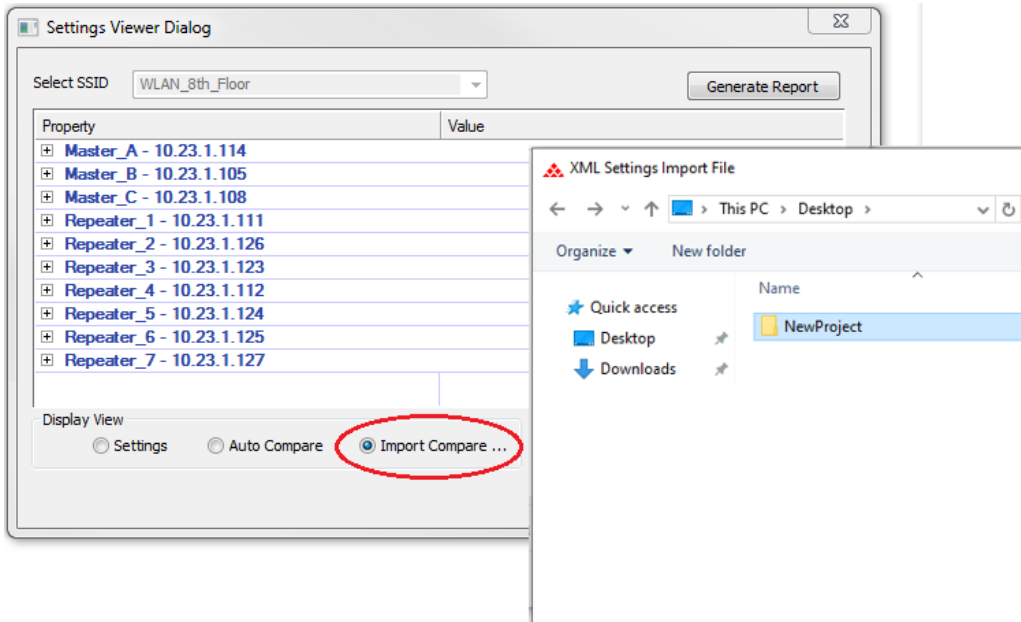 Settings Viewer Dialog
Select SSID WLAN_8th_Floor Generate Report
Property Value
Master_A - 10.23.1.114
Master_B - 10.23.1.105
Master_C - 10.23.1.108
Repeater_1 - 10.23.1.111
Repeater_2 - 10.23.1.126
Repeater_3 - 10.23.1.123
Repeater_4 - 10.23.1.112
Repeater_5 - 10.23.1.124
Repeater_6 - 10.23.1.125
Repeater_7 - 10.23.1.127
Display View
Settings Auto Compare Import Compare ...
XML Settings Import File
This PC > Desktop >
Organize New folder
Name
Quick access
Desktop
Downloads
NewProject